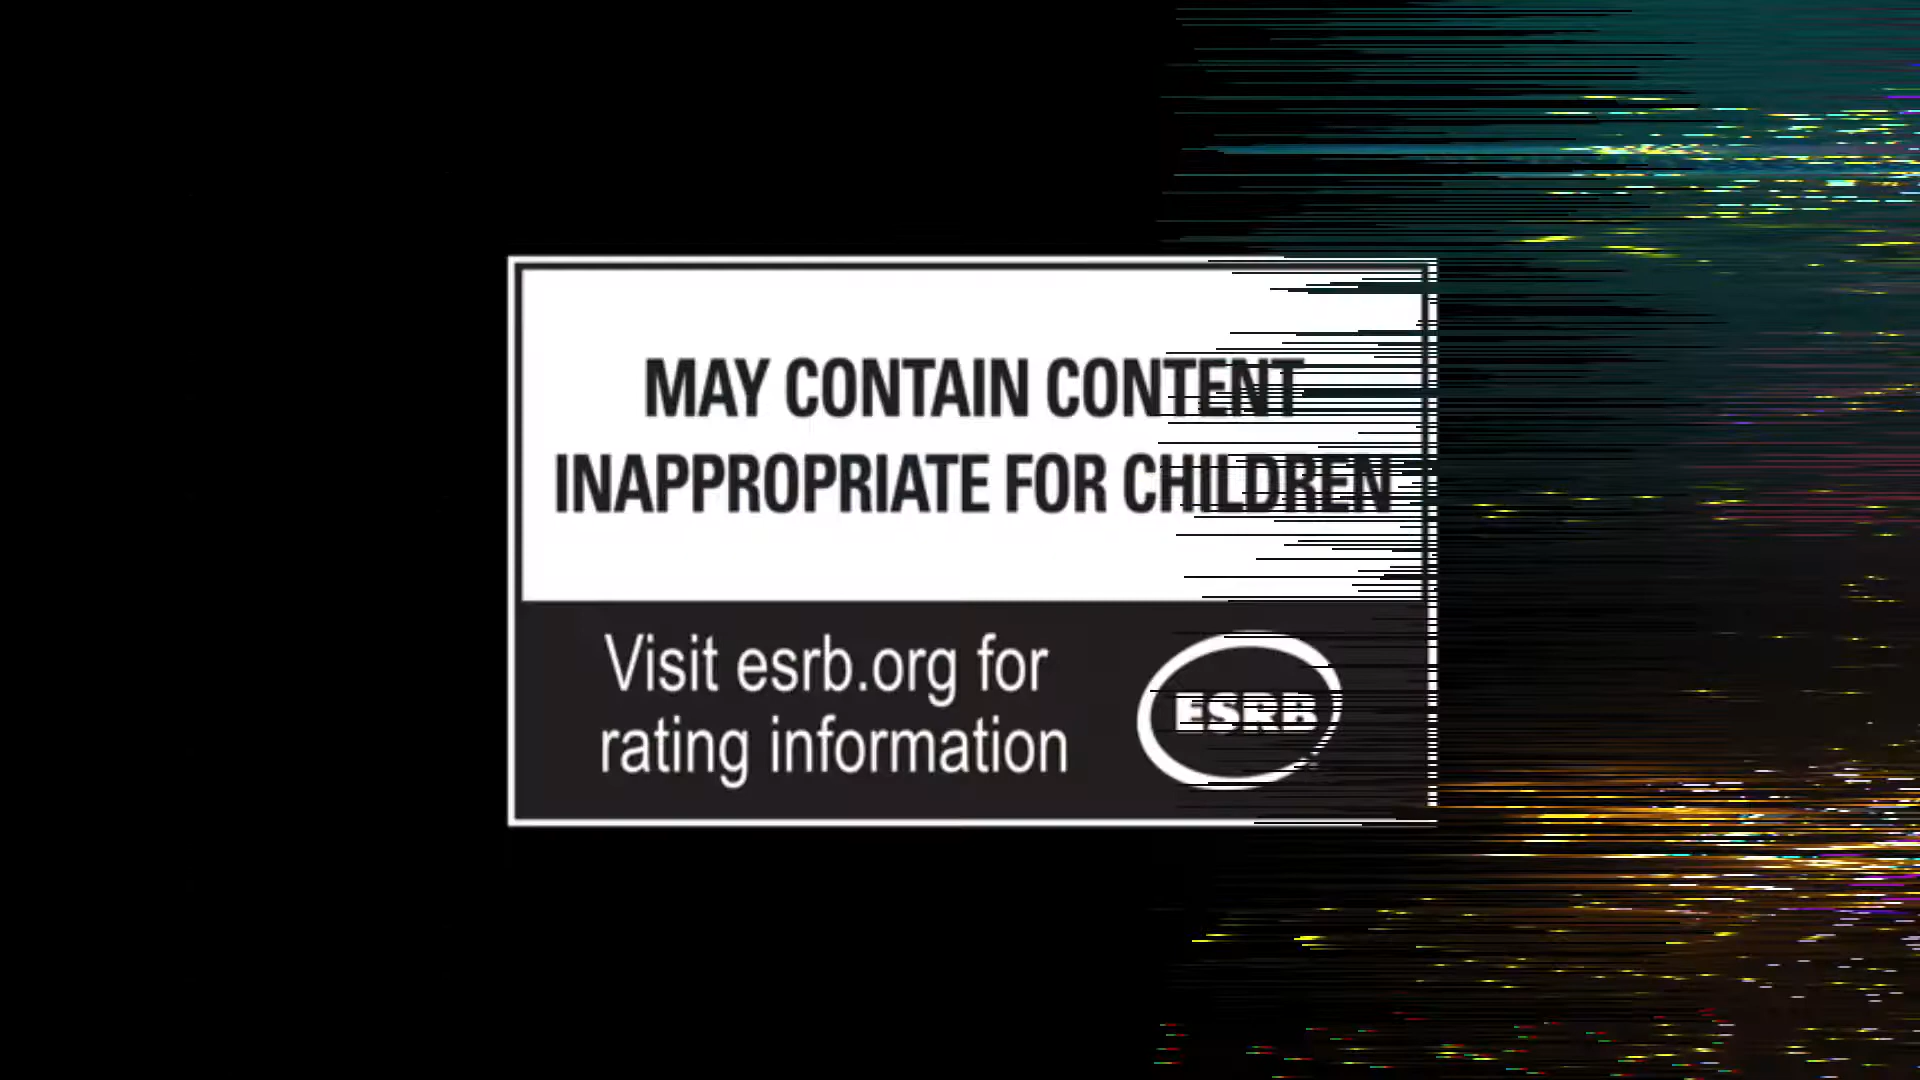 MAY CONTAIN CONTENT
INAPPROPRIATE FOR CHILDREN
Visit esrb.org for
rating information
ESRB